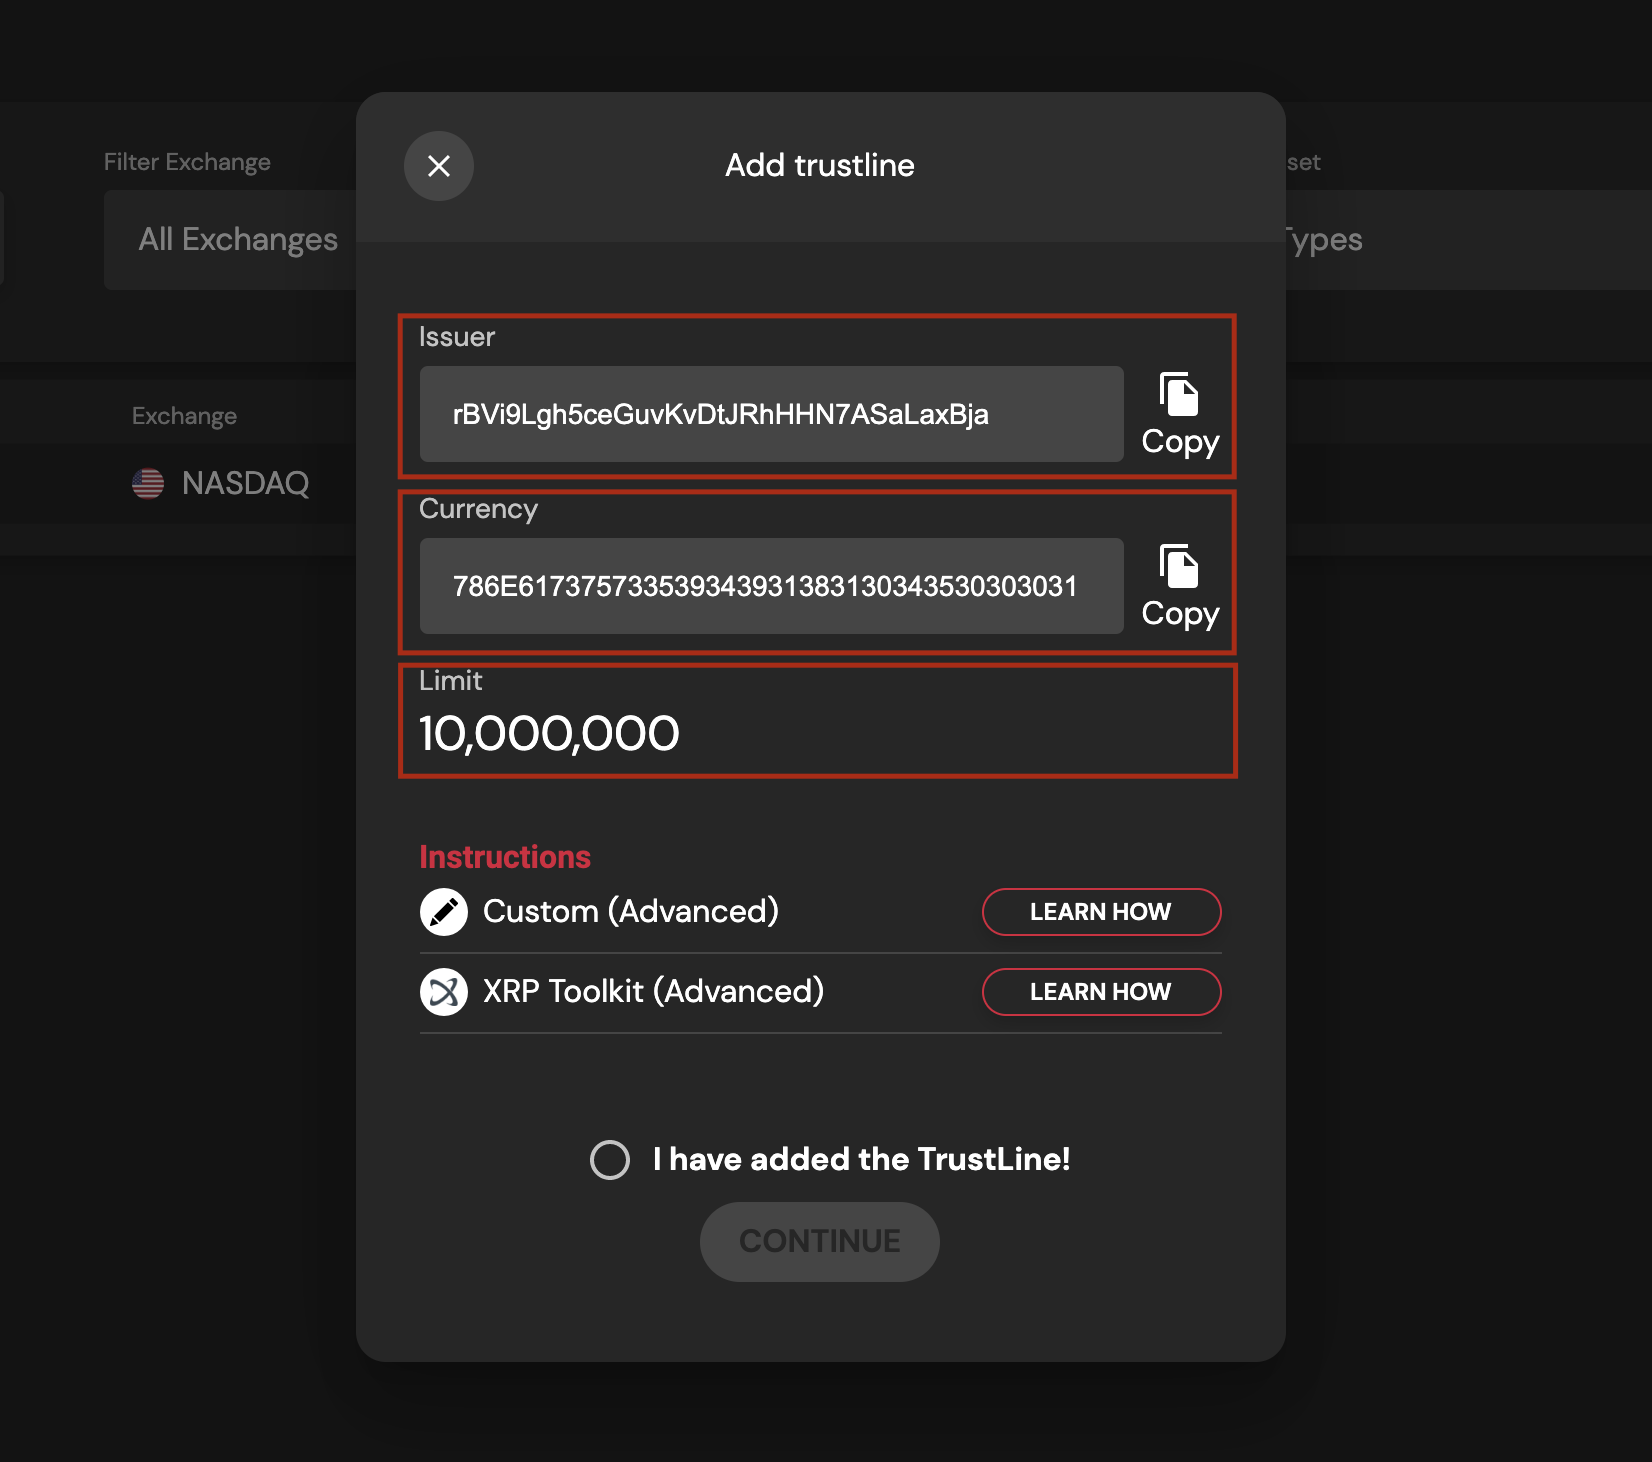 Add trustline
Filter Exchange
set
All Exchanges
Types
Issuer
rBVi9Lgh5ceGuvKvDtJRhHHN7ASaLaxBja
Copy
Exchange
NASDAQ
Currency
786E617375733539343931383130343530303031
Copy
Limit
10,000,000
Instructions
Custom (Advanced)
LEARN HOW
XRP Toolkit (Advanced)
LEARN HOW
I have added the TrustLine!
CONTINUE